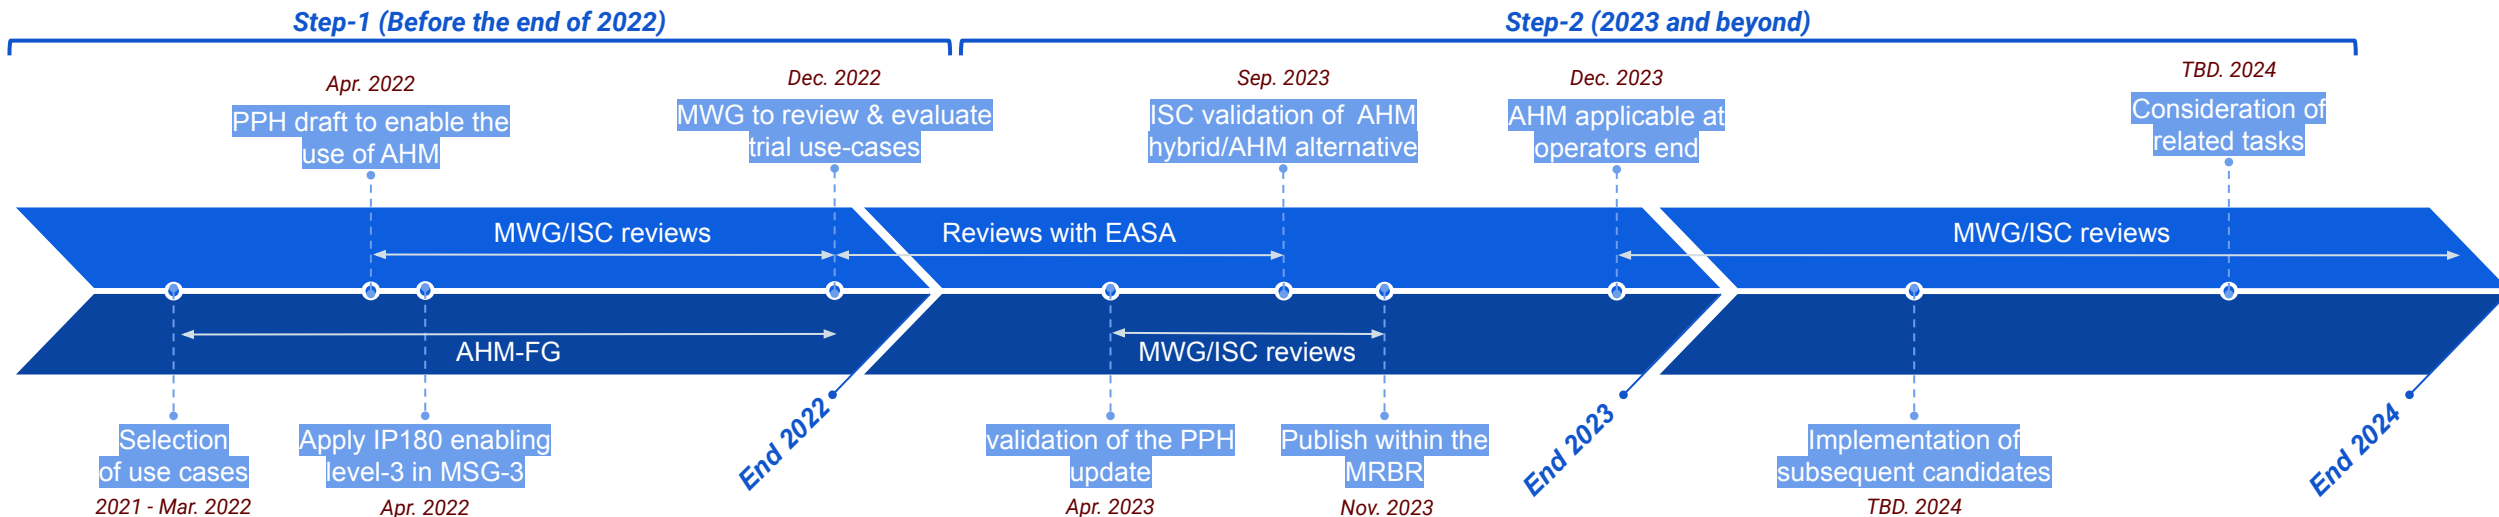 Step-1 (Before the end of 2022)
Step-2 (2023 and beyond)
Apr. 2022
PPH draft to enable the
use of AHM
Dec. 2022
MWG to review & evaluate
trial use-cases
Sep. 2023
ISC validation of AHM
hybrid/AHM alternative
Dec. 2023
AHM applicable at
operators end
TBD. 2024
Consideration of
related tasks
MWG/ISC reviews
Reviews with EASA
MWG/ISC reviews
AHM-FG
MWG/ISC reviews
Selection
of use cases
2021 - Mar. 2022
Apply IP180 enabling
level-3 in MSG-3
Apr. 2022
End 2022
validation of the PPH
update
Apr. 2023
Publish within the
MRBR
Nov. 2023
End 2023
Implementation of
subsequent candidates
TBD. 2024
End 2024